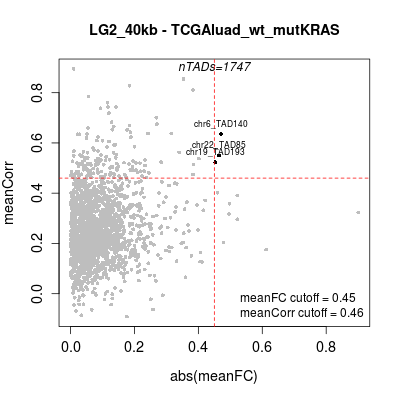 LG2_40kb - TCGAluad_wt_mutKRAS
nTADs=1747
chr6_TAD140
chr22_TAD85
chr19_TAD193
meanCorr
0.8
0.6
0.4
0.2
0.0
meanFC cutoff = 0.45
meanCorr cutoff = 0.46
0.0 0.2 0.4 0.6 0.8
abs(meanFC)